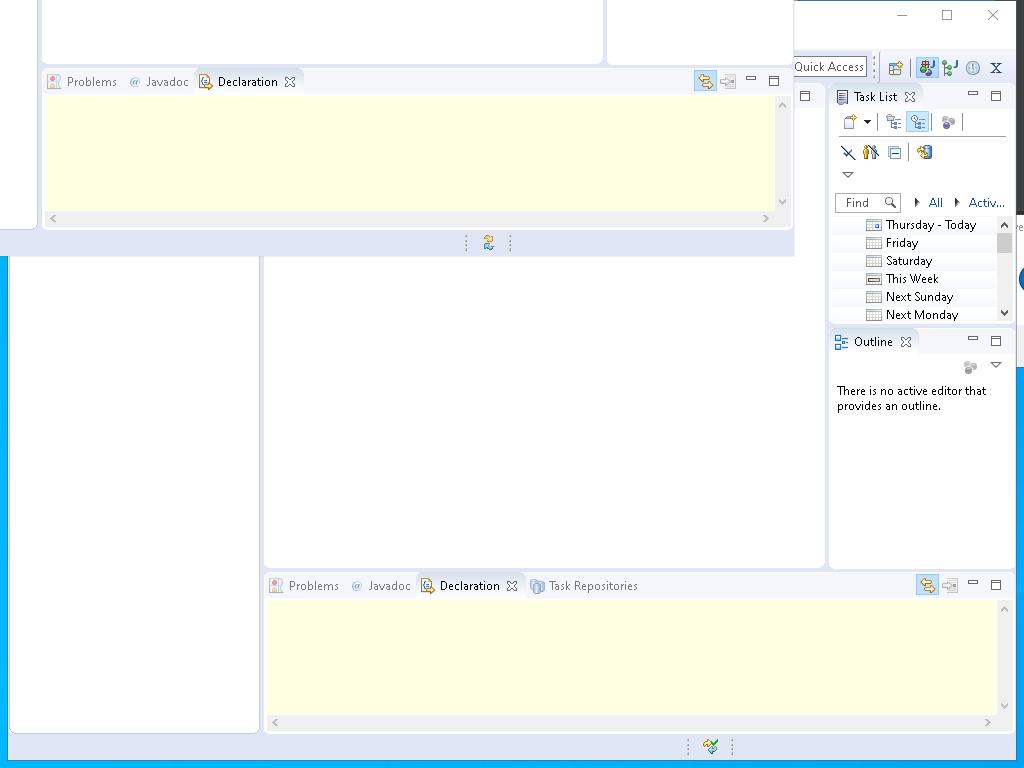 Problems @ Javadoc Declaration
Quick Access
Task List
Find All Activ...
Thursday - Today
Friday
Saturday
This Week
Next Sunday
Next Monday
Outline
There is no active editor that
provides an outline.
Problems @ Javadoc Declaration Task Repositories